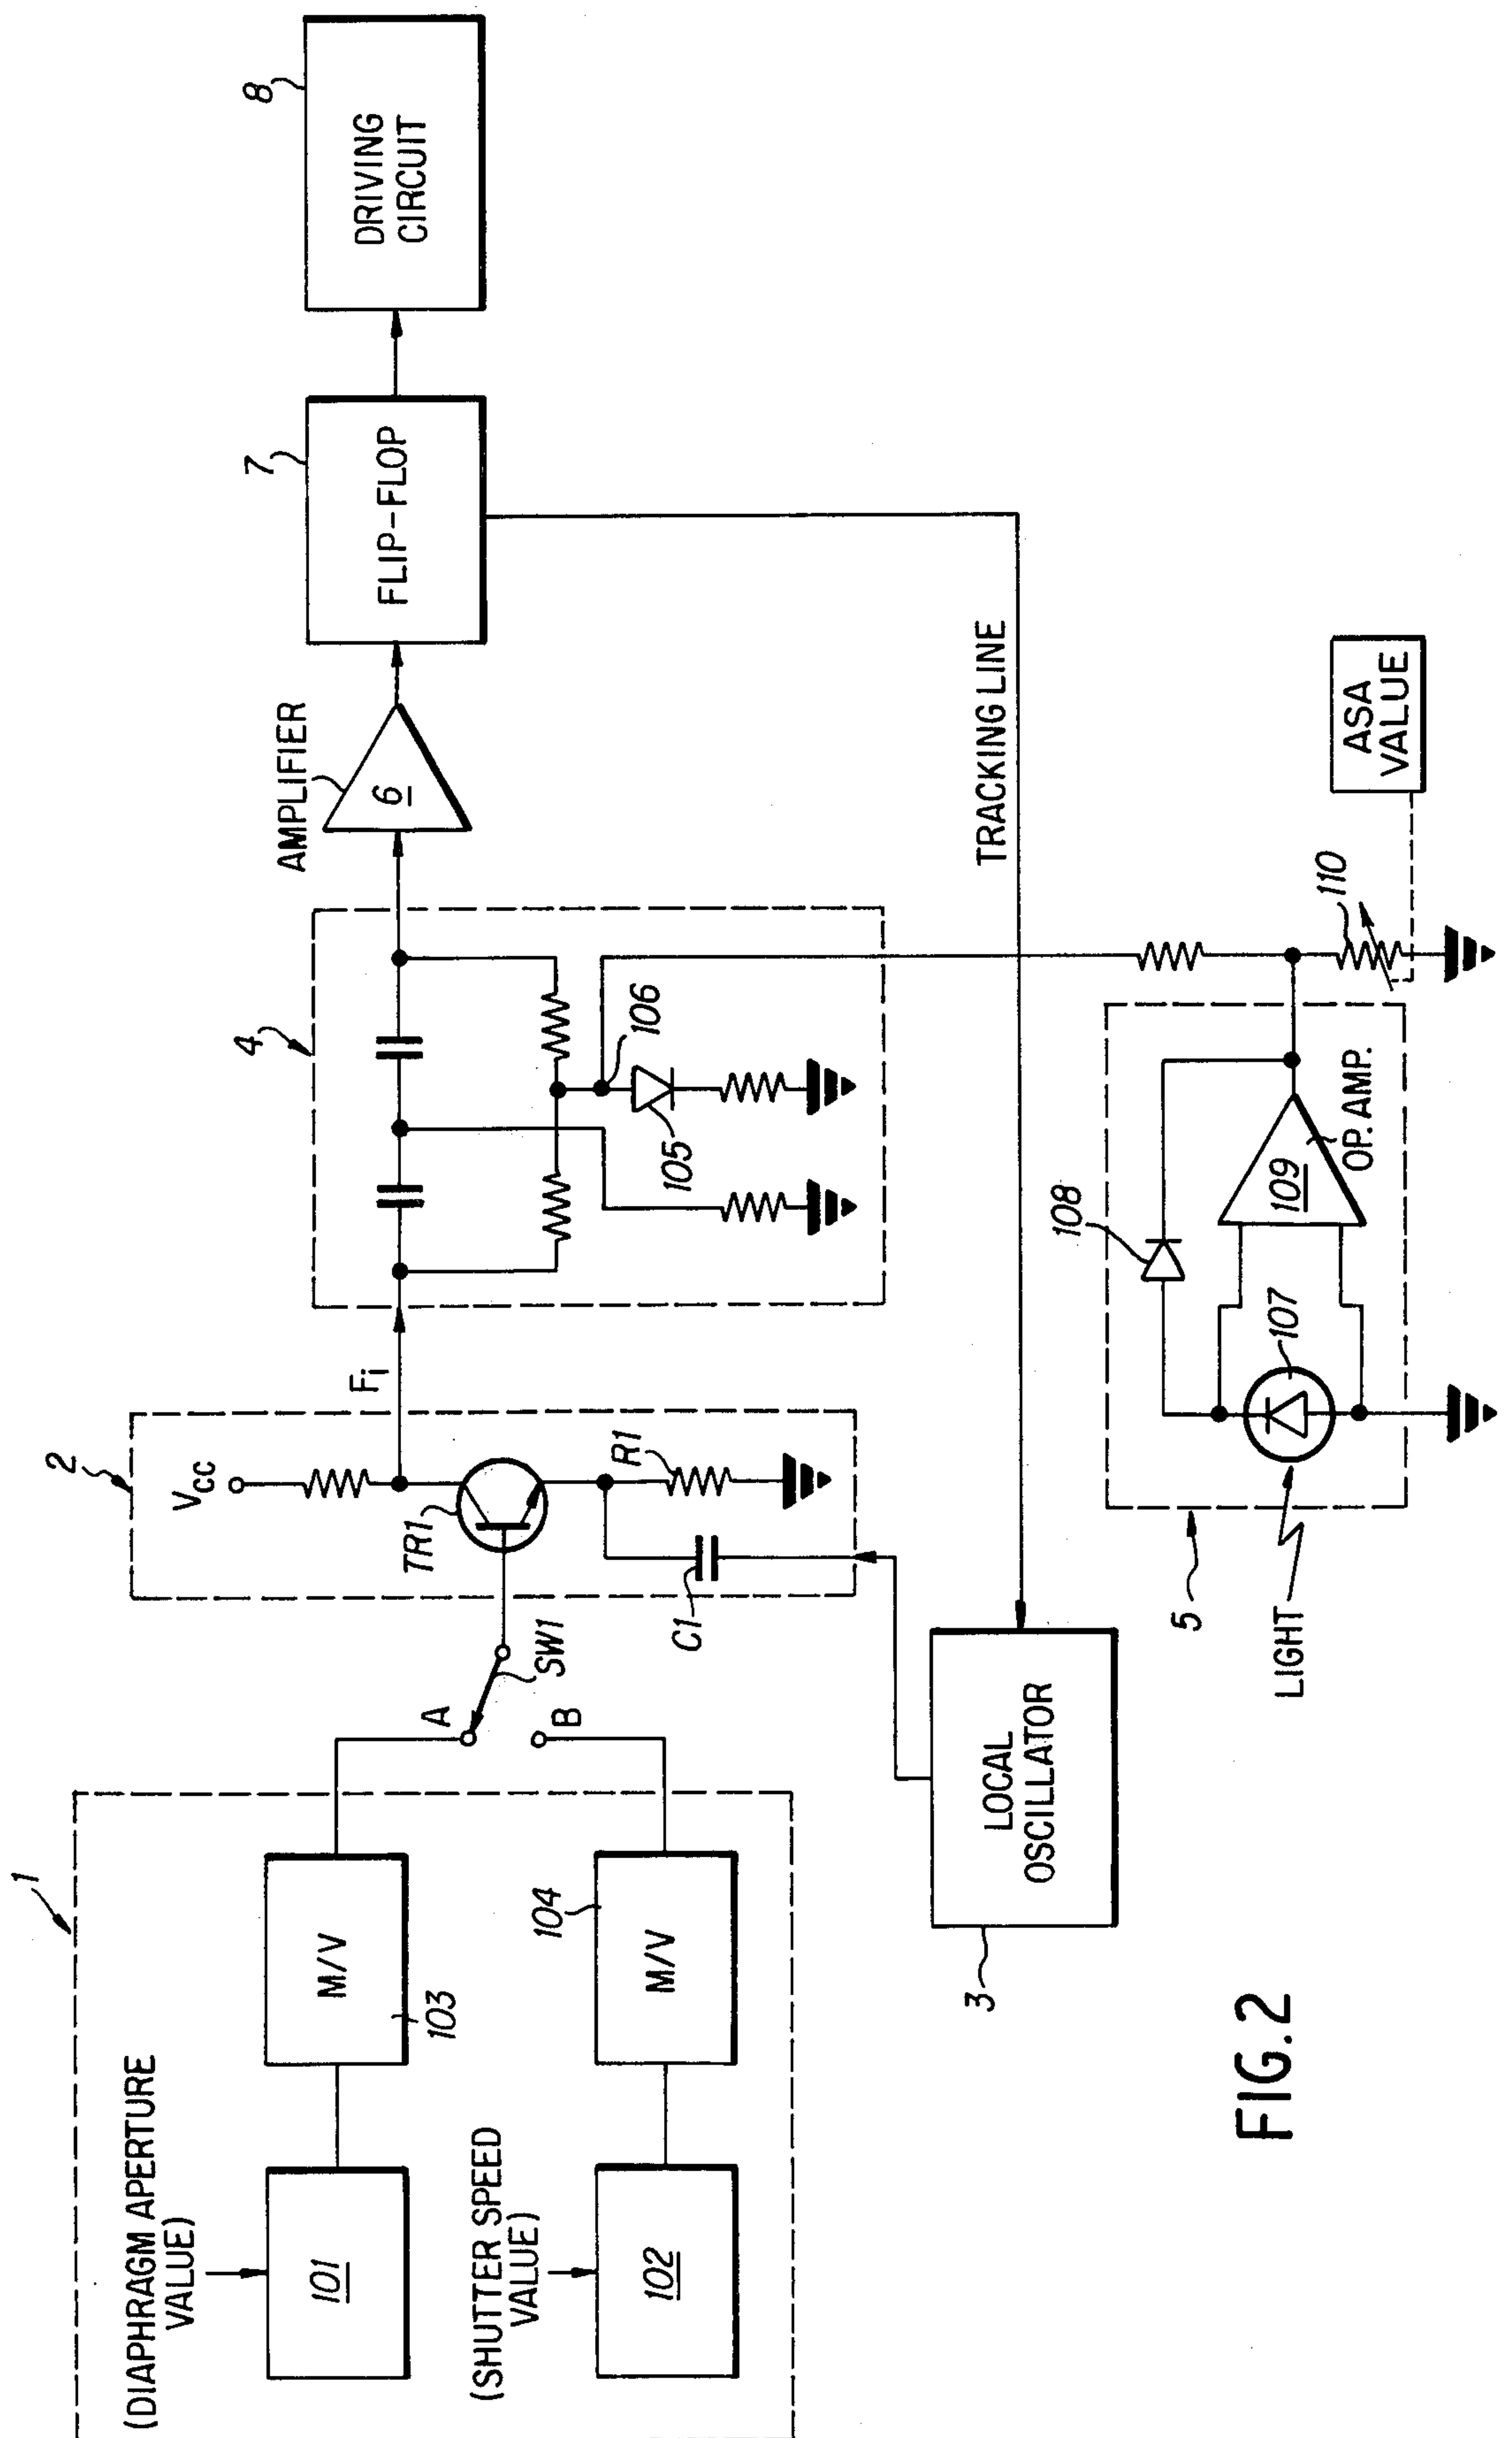 1
(DIAPHRAGM APERTURE
VALUE)
101
M/V
103
(SHUTTER SPEED
VALUE)
102
M/V
104
A
B
SW1
2
Vcc
TR1
R1
C1
Fi
LOCAL
OSCILLATOR
3
4
105
106
AMPLIFIER
6
7
FLIP-FLOP
8
DRIVING
CIRCUIT
TRACKING LINE
5
LIGHT
107
108
109
OP. AMP.
110
ASA
VALUE
FIG.2